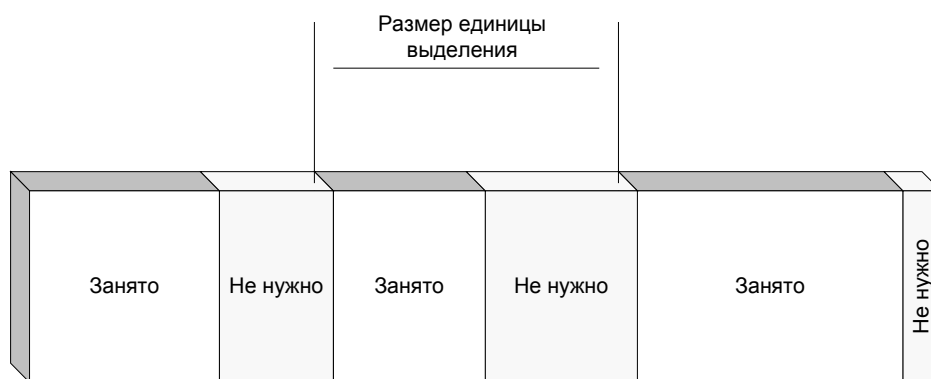 Размер единицы
выделения
Занято
Не нужно
Занято
Не нужно
Занято
Не нужно